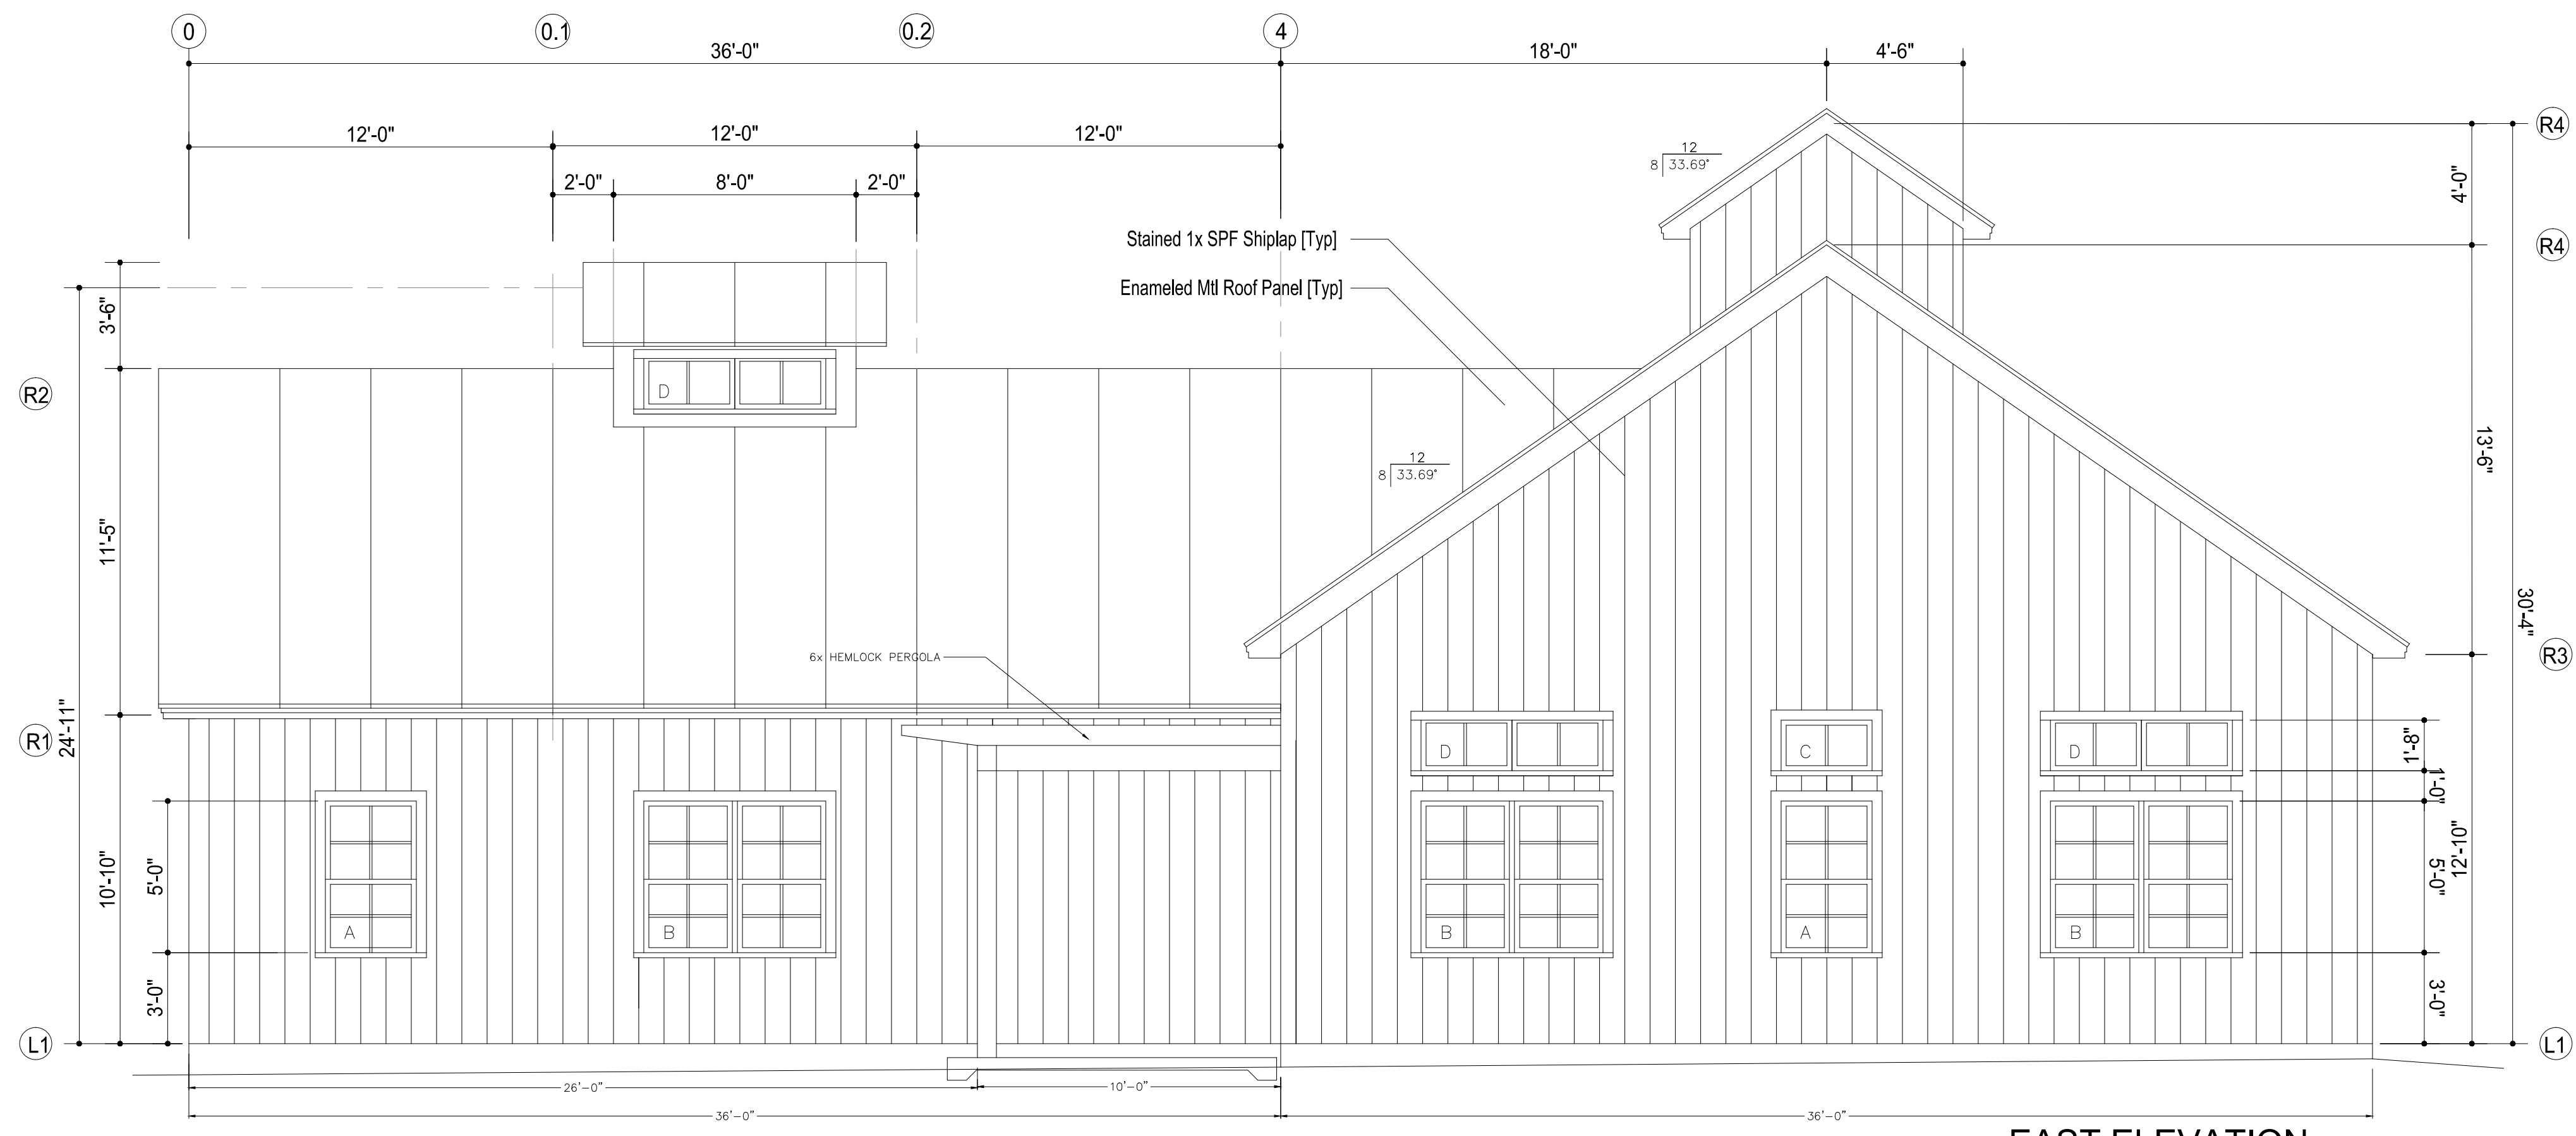 0
0.1
0.2
4
36'-0"
18'-0"
4'-6"
12'-0"
12'-0"
12'-0"
2'-0"
8'-0"
2'-0"
R4
4'-0"
R4
12
8 33.69°
Stained 1x SPF Shiplap [Typ]
Enameled Mtl Roof Panel [Typ]
3'-6"
R2
D
12
8 33.69°
13'-6"
11'-5"
30'-4"
R3
6x HEMLOCK PERGOLA
24'-11"
R1
D
C
D
1'-8"
1'-0"
10'-10"
5'-0"
12'-10"
5'-0"
A
B
B
A
B
3'-0"
3'-0"
L1
L1
26'-0"
10'-0"
36'-0"
36'-0"
EAST ELEVATION